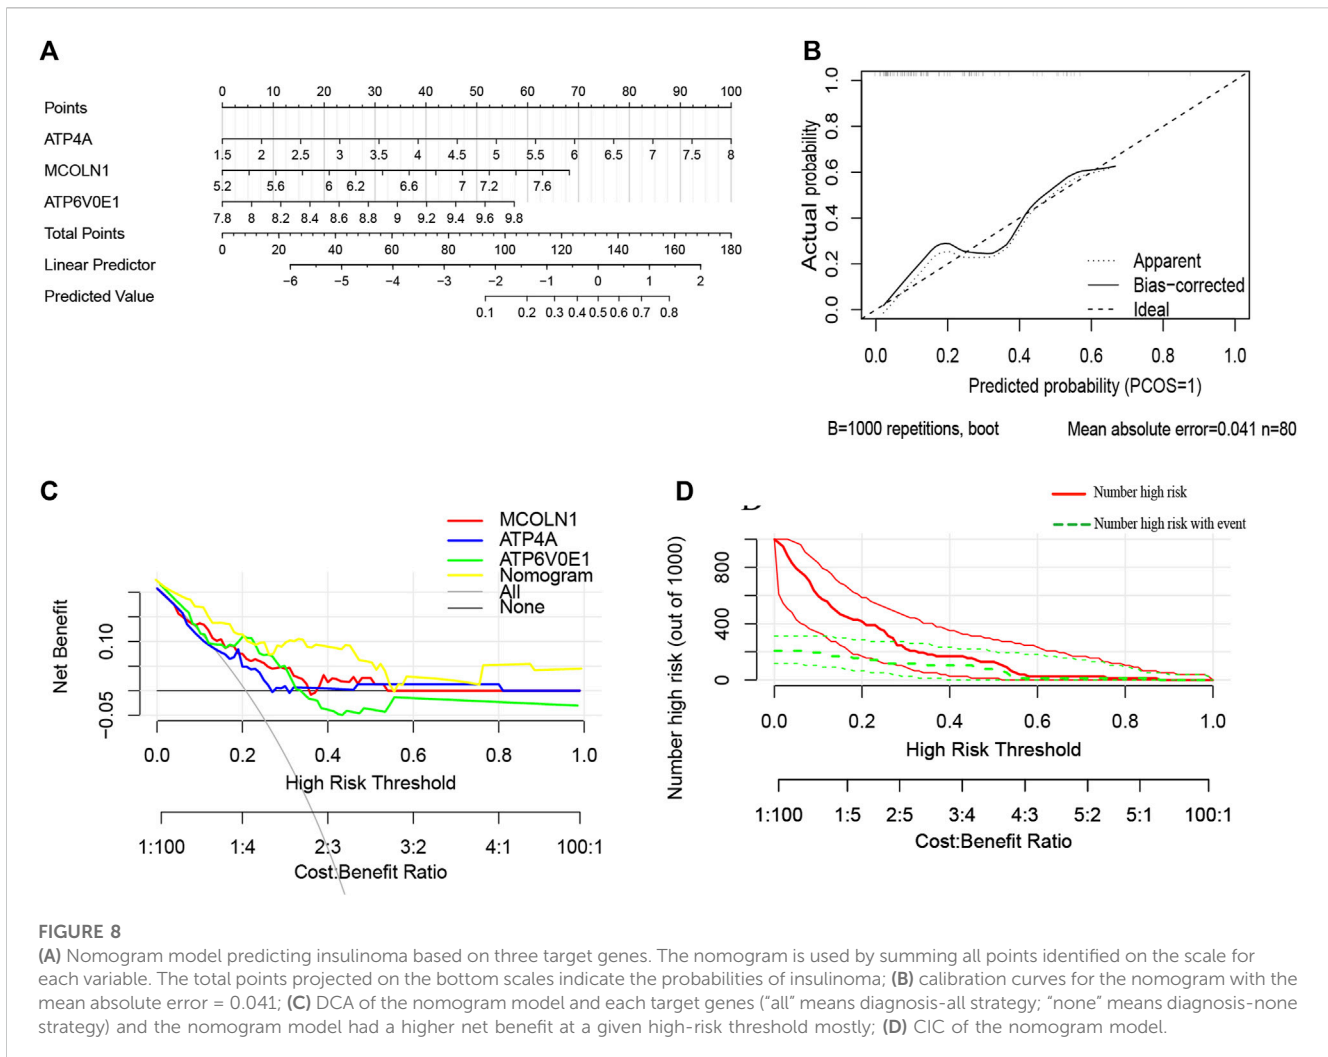 A
Points
0 10 20 30 40 50 60 70 80 90 100
ATP4A
1.5 2 2.5 3 3.5 4 4.5 5 5.5 6 6.5 7 7.5 8
MCOLN1
5.2 5.6 6 6.2 6.6 7 7.2 7.6
ATP6V0E1
7.8 8 8.2 8.4 8.6 8.8 9 9.2 9.4 9.6 9.8
Total Points
0 20 40 60 80 100 120 140 160 180
Linear Predictor
−6 −5 −4 −3 −2 −1 0 1 2
Predicted Value
0.1 0.2 0.3 0.4 0.5 0.6 0.7 0.8
B
Actual probability
1.0
0.8
0.6
0.4
0.2
0.0
Apparent
Bias-corrected
Ideal
0.0 0.2 0.4 0.6 0.8 1.0
Predicted probability (PCOS=1)
B=1000 repetitions, boot Mean absolute error=0.041 n=80
C
MCOLN1
ATP4A
ATP6V0E1
Nomogram
All
None
Net Benefit
0.10
−0.05
0.0 0.2 0.4 0.6 0.8 1.0
High Risk Threshold
1:100 1:4 2:3 3:2 4:1 100:1
Cost:Benefit Ratio
D
Number high risk
Number high risk with event
Number high risk (out of 1000)
800
400
0
0.0 0.2 0.4 0.6 0.8 1.0
High Risk Threshold
1:100 1:5 2:5 3:4 4:3 5:2 5:1 100:1
Cost:Benefit Ratio
FIGURE 8
(A) Nomogram model predicting insulinoma based on three target genes. The nomogram is used by summing all points identified on the scale for
each variable. The total points projected on the bottom scales indicate the probabilities of insulinoma; (B) calibration curves for the nomogram with the
mean absolute error = 0.041; (C) DCA of the nomogram model and each target genes (“all” means diagnosis-all strategy; “none” means diagnosis-none
strategy) and the nomogram model had a higher net benefit at a given high-risk threshold mostly; (D) CIC of the nomogram model.